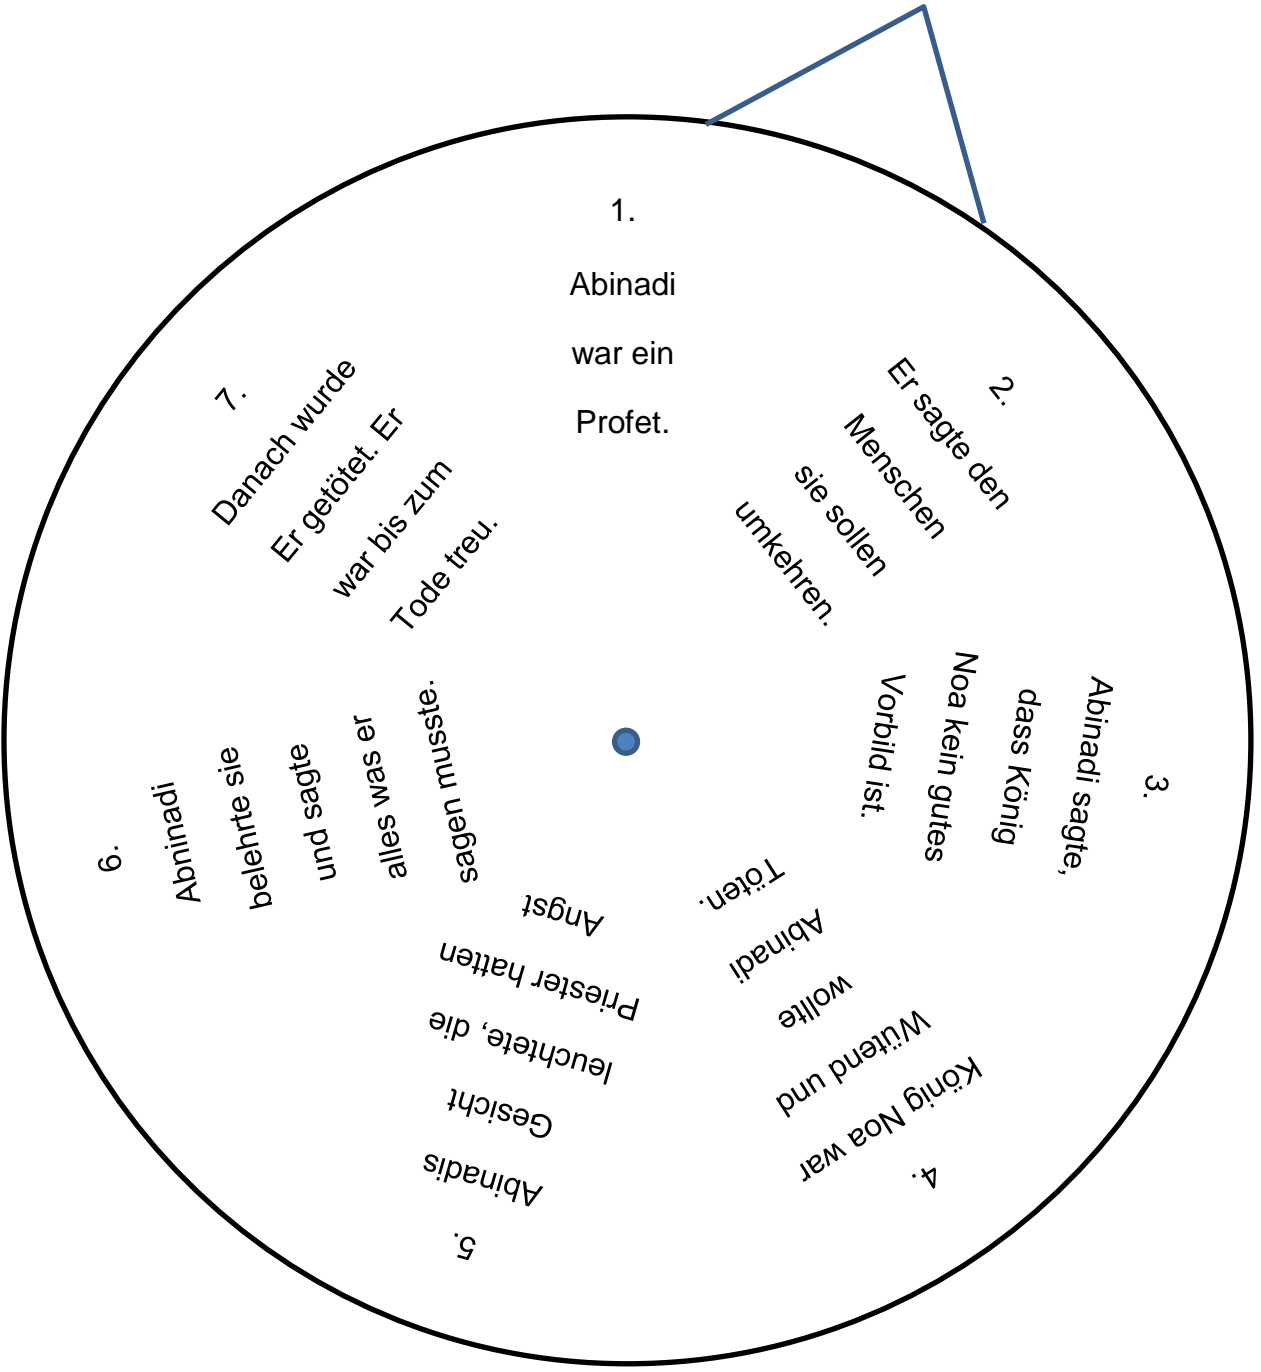 1.
Abinadi
war ein
Profet.
2.
Er sagte den
Menschen
sie sollen
umkehren.
3.
Abinadi sagte,
dass König
Noa kein gutes
Vorbild ist.
4.
König Noa war
Wütend und
wollte
Abinadi
Töten.
5.
Abinadis
Gesicht
leuchtete, die
Priester hatten
Angst
6.
Abninadi
belehrte sie
und sagte
alles was er
sagen musste.
7.
Danach wurde
Er getötet. Er
war bis zum
Tode treu.